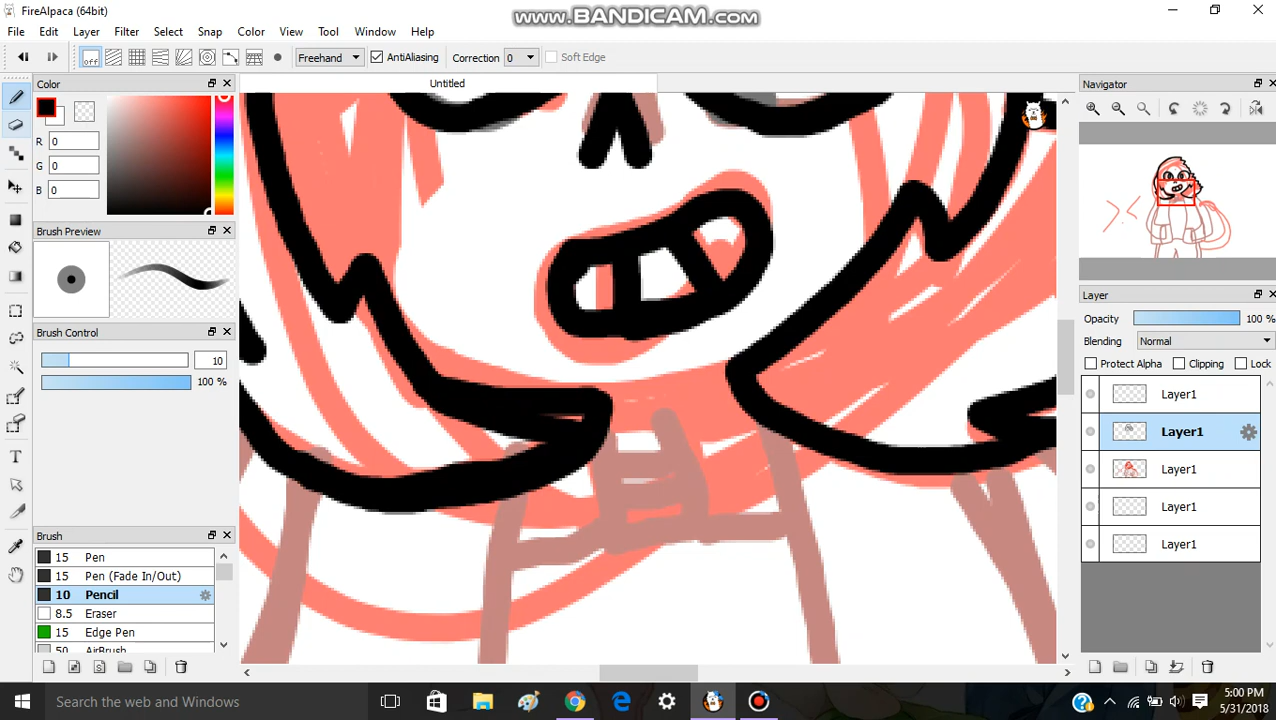 FireAlpaca (64bit)
www.BANDICAM.com
File Edit Layer Filter Select Snap Color View Tool Window Help
off Freehand AntiAliasing Correction 0 Soft Edge
Color
Untitled
Navigator
R 0
G 0
B 0
Brush Preview
Brush Control
10
100 %
Layer
Opacity 100 %
Blending Normal
Protect Alpha Clipping Lock
Layer1
Layer1
Layer1
Layer1
Layer1
Brush
15 Pen
15 Pen (Fade In/Out)
10 Pencil
8.5 Eraser
15 Edge Pen
50 AirBrush
Search the web and Windows
5:00 PM
5/31/2018